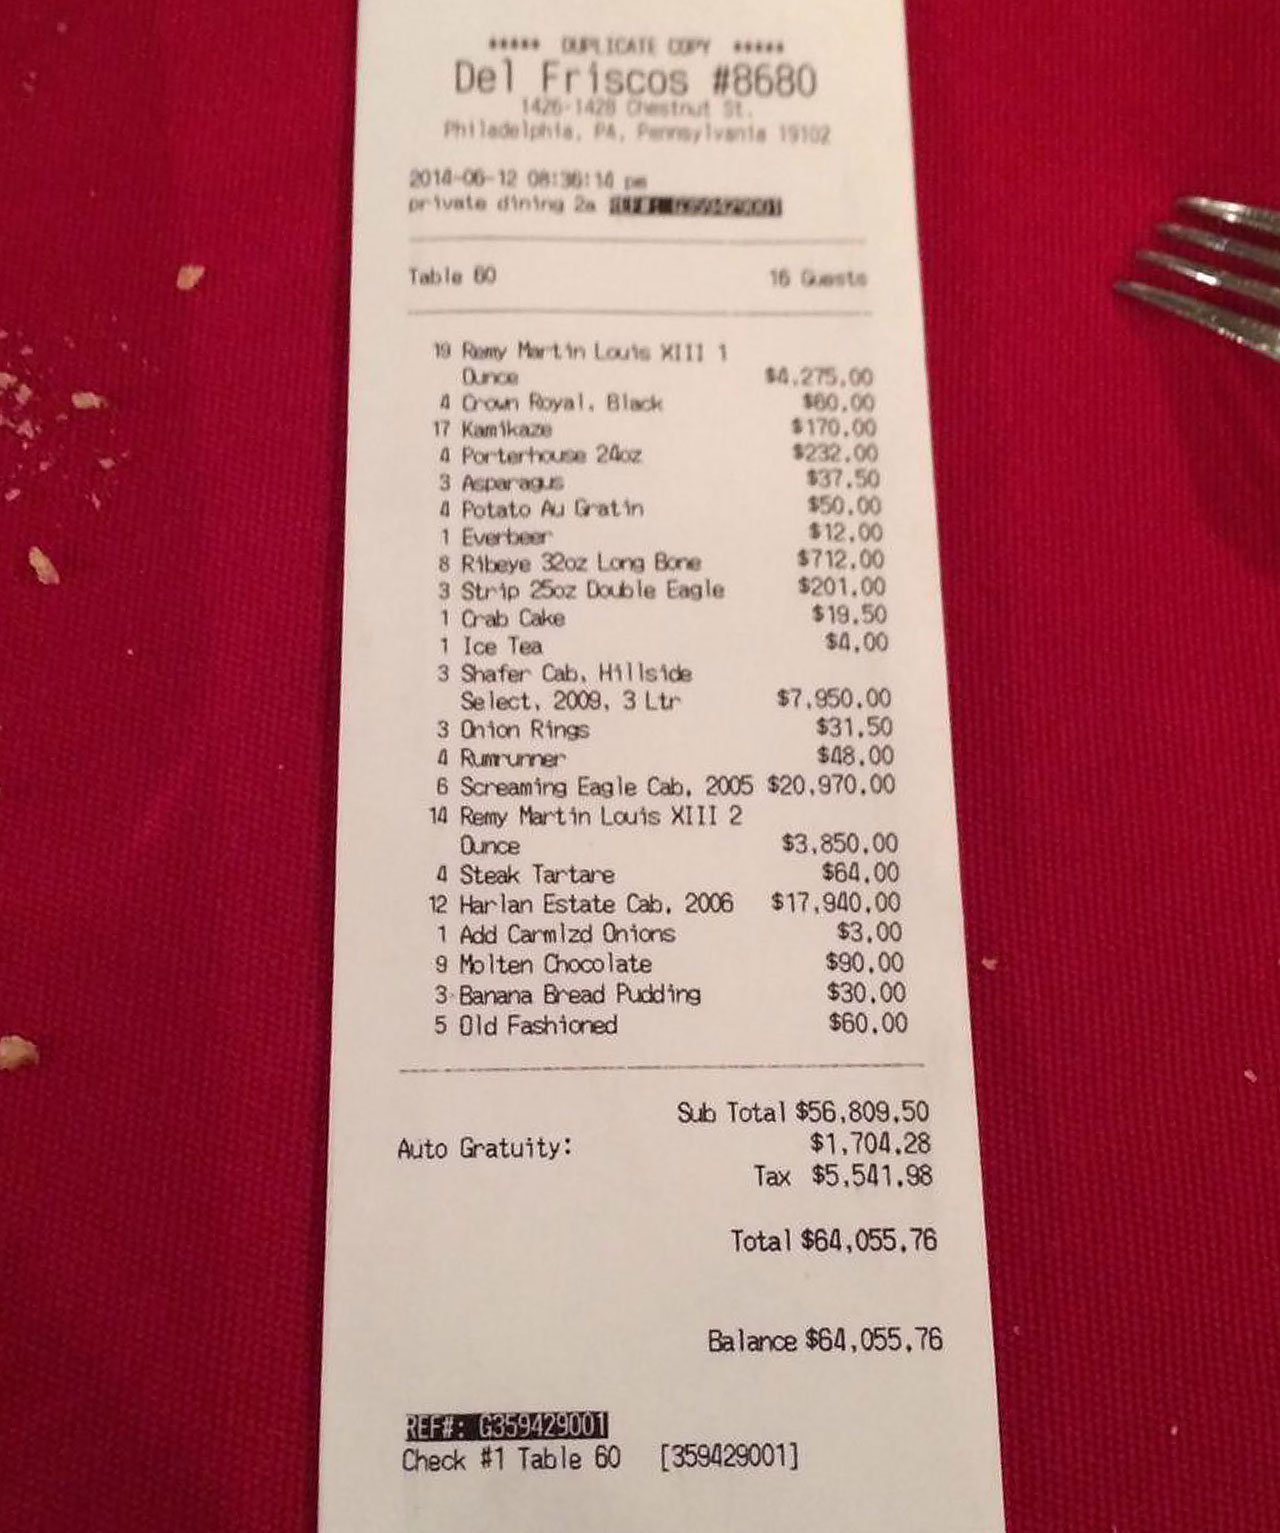 ***** DUPLICATE COPY *****
Del Friscos #8680
1426-1428 Chestnut St.
Philadelphia, PA, Pennsylvania 19102
2014-06-12 08:36:14 pm
private dining 2a REF#: G359429001
Table 60 16 Guests
19 Remy Martin Louis XIII 1
Ounce $4,275.00
4 Crown Royal, Black $60.00
17 Kamikaze $170.00
4 Porterhouse 24oz $232.00
3 Asparagus $37.50
4 Potato Au Gratin $50.00
1 Everbeer $12.00
8 Ribeye 32oz Long Bone $712.00
3 Strip 25oz Double Eagle $201.00
1 Crab Cake $19.50
1 Ice Tea $4.00
3 Shafer Cab, Hillside
Select, 2009, 3 Ltr $7,950.00
3 Onion Rings $31.50
4 Rumrunner $48.00
6 Screaming Eagle Cab, 2005 $20,970.00
14 Remy Martin Louis XIII 2
Ounce $3,850.00
4 Steak Tartare $64.00
12 Harlan Estate Cab, 2006 $17,940.00
1 Add Carmlzd Onions $3.00
9 Molten Chocolate $90.00
3 Banana Bread Pudding $30.00
5 Old Fashioned $60.00
Sub Total $56,809.50
Auto Gratuity: $1,704.28
Tax $5,541.98
Total $64,055.76
Balance $64,055.76
REF#: G359429001
Check #1 Table 60 [359429001]